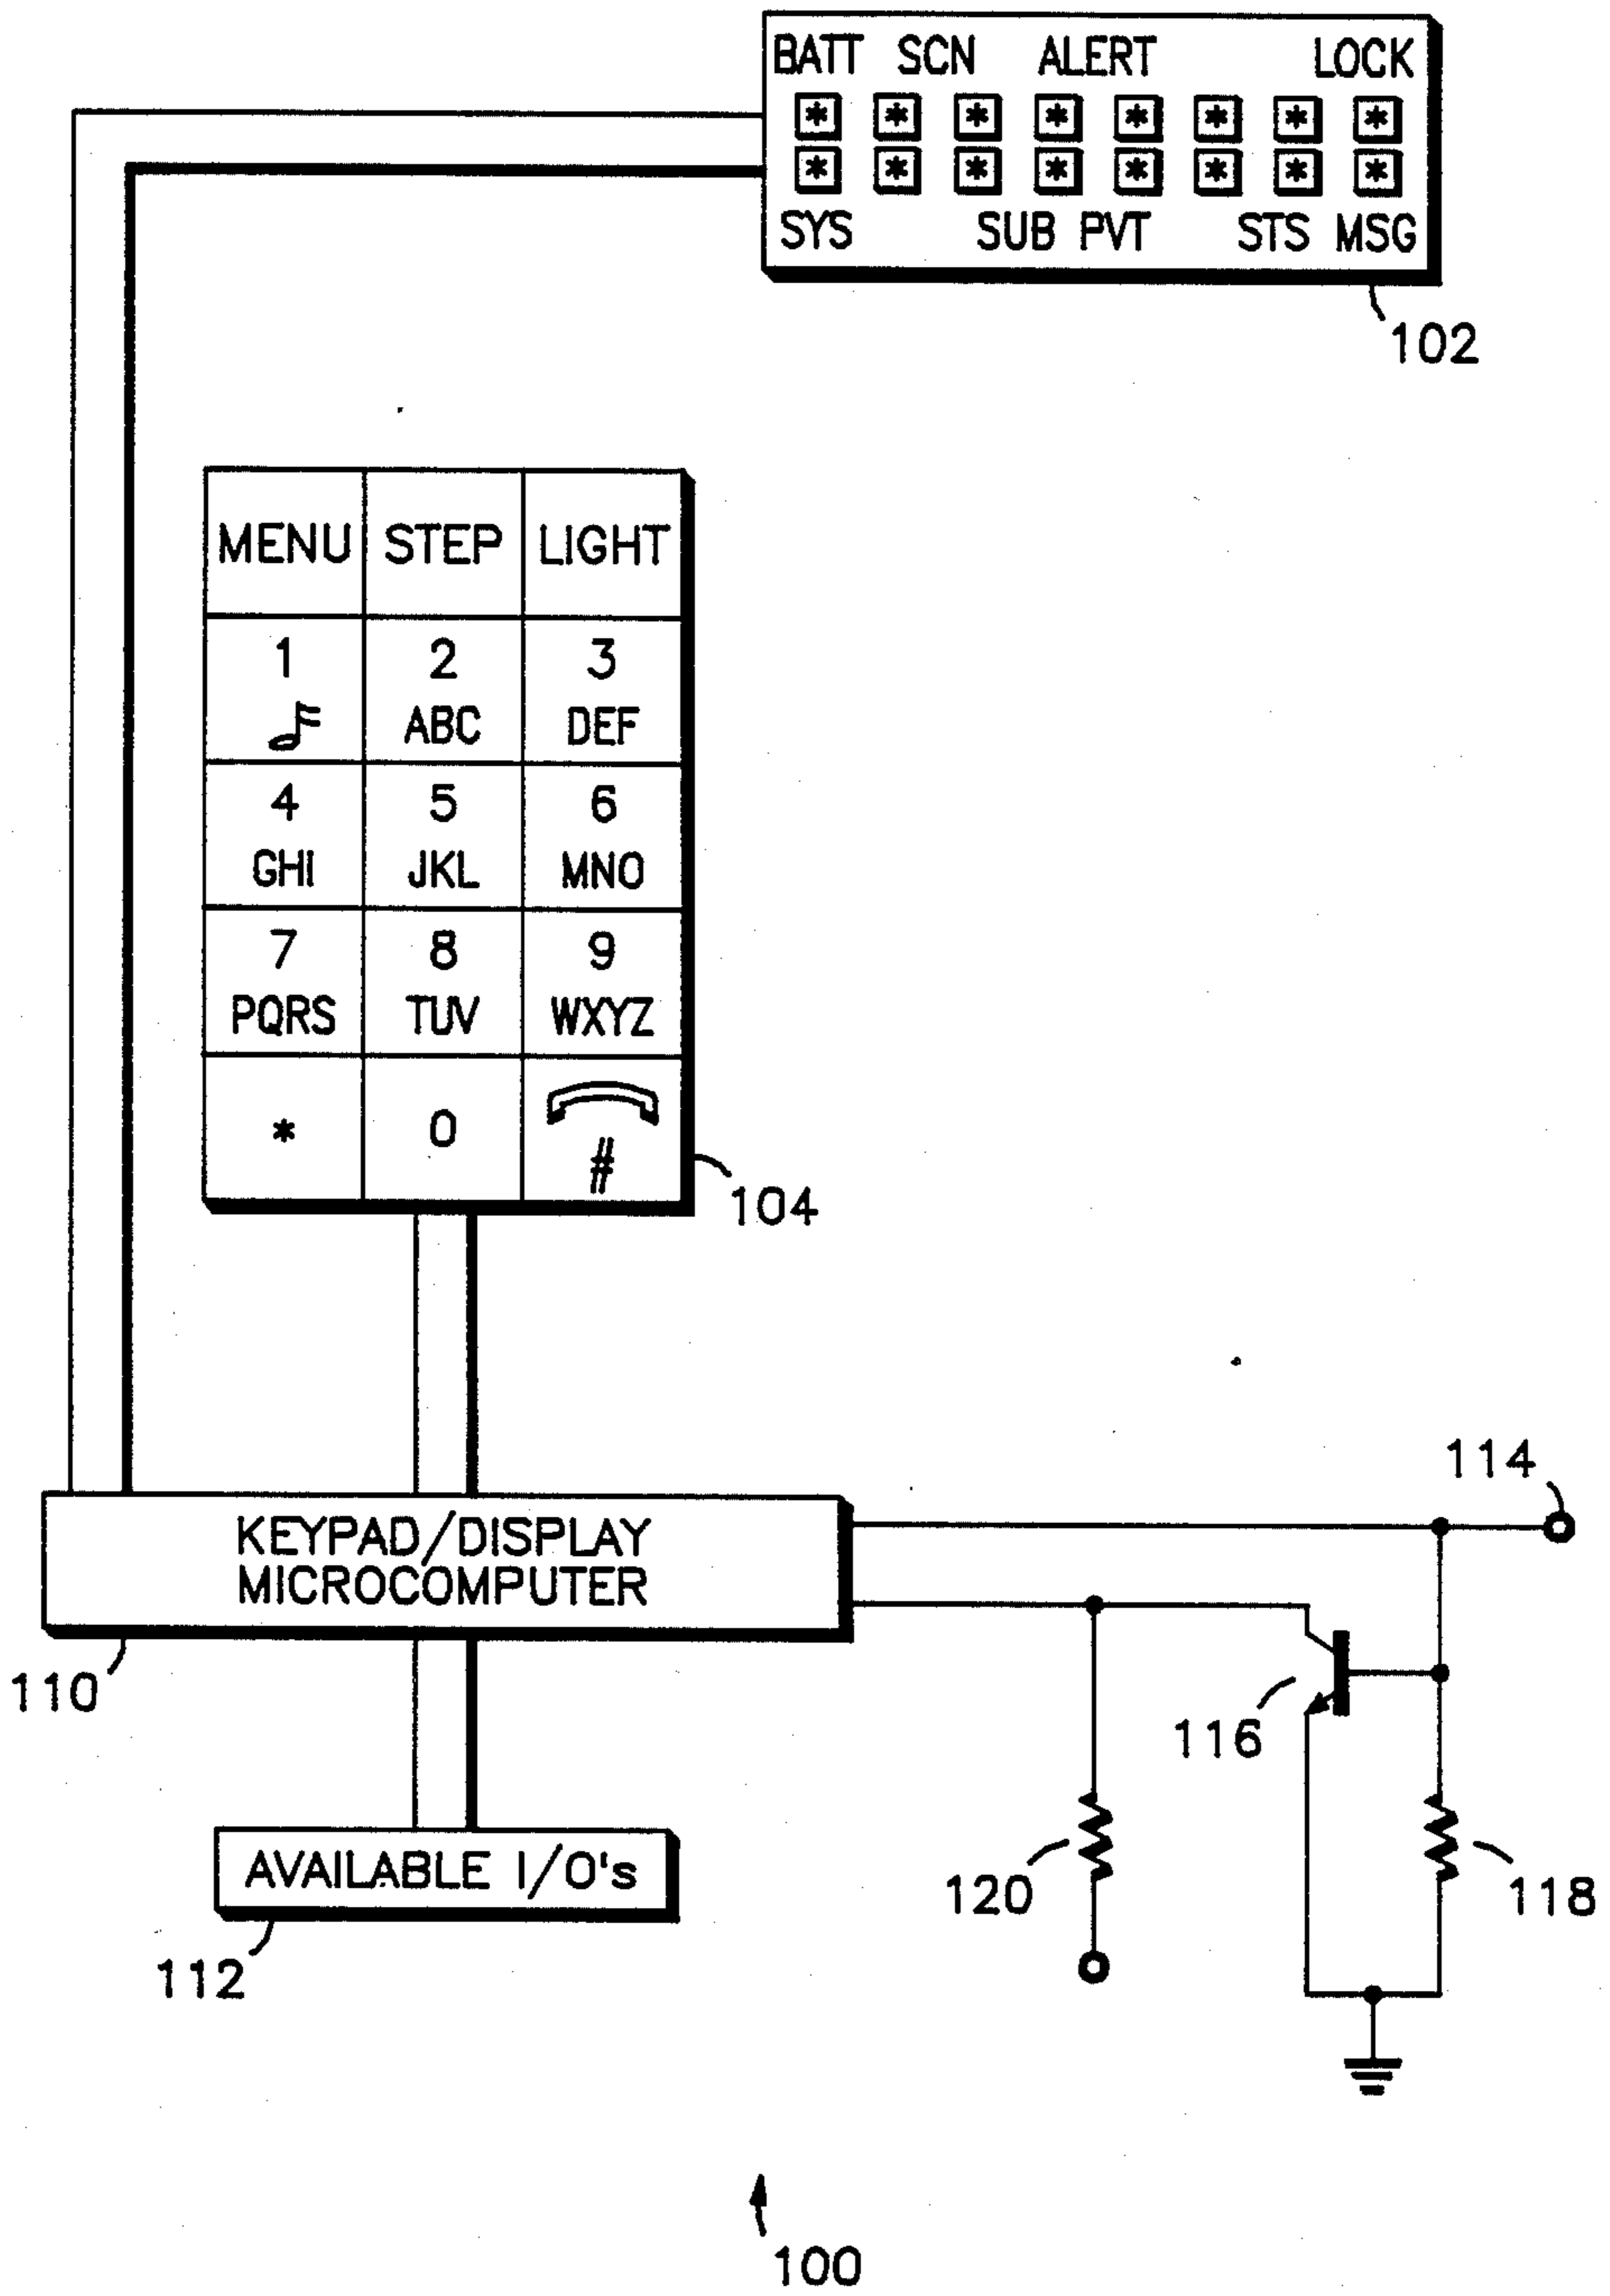 BATT SCN ALERT LOCK
* * * * * * * *
* * * * * * * *
SYS SUB PVT STS MSG
102
MENU STEP LIGHT
1 2 3
ABC DEF
4 5 6
GHI JKL MNO
7 8 9
PQRS TUV WXYZ
* 0 #
104
114
KEYPAD/DISPLAY
MICROCOMPUTER
110
116
120
118
AVAILABLE I/O's
112
100